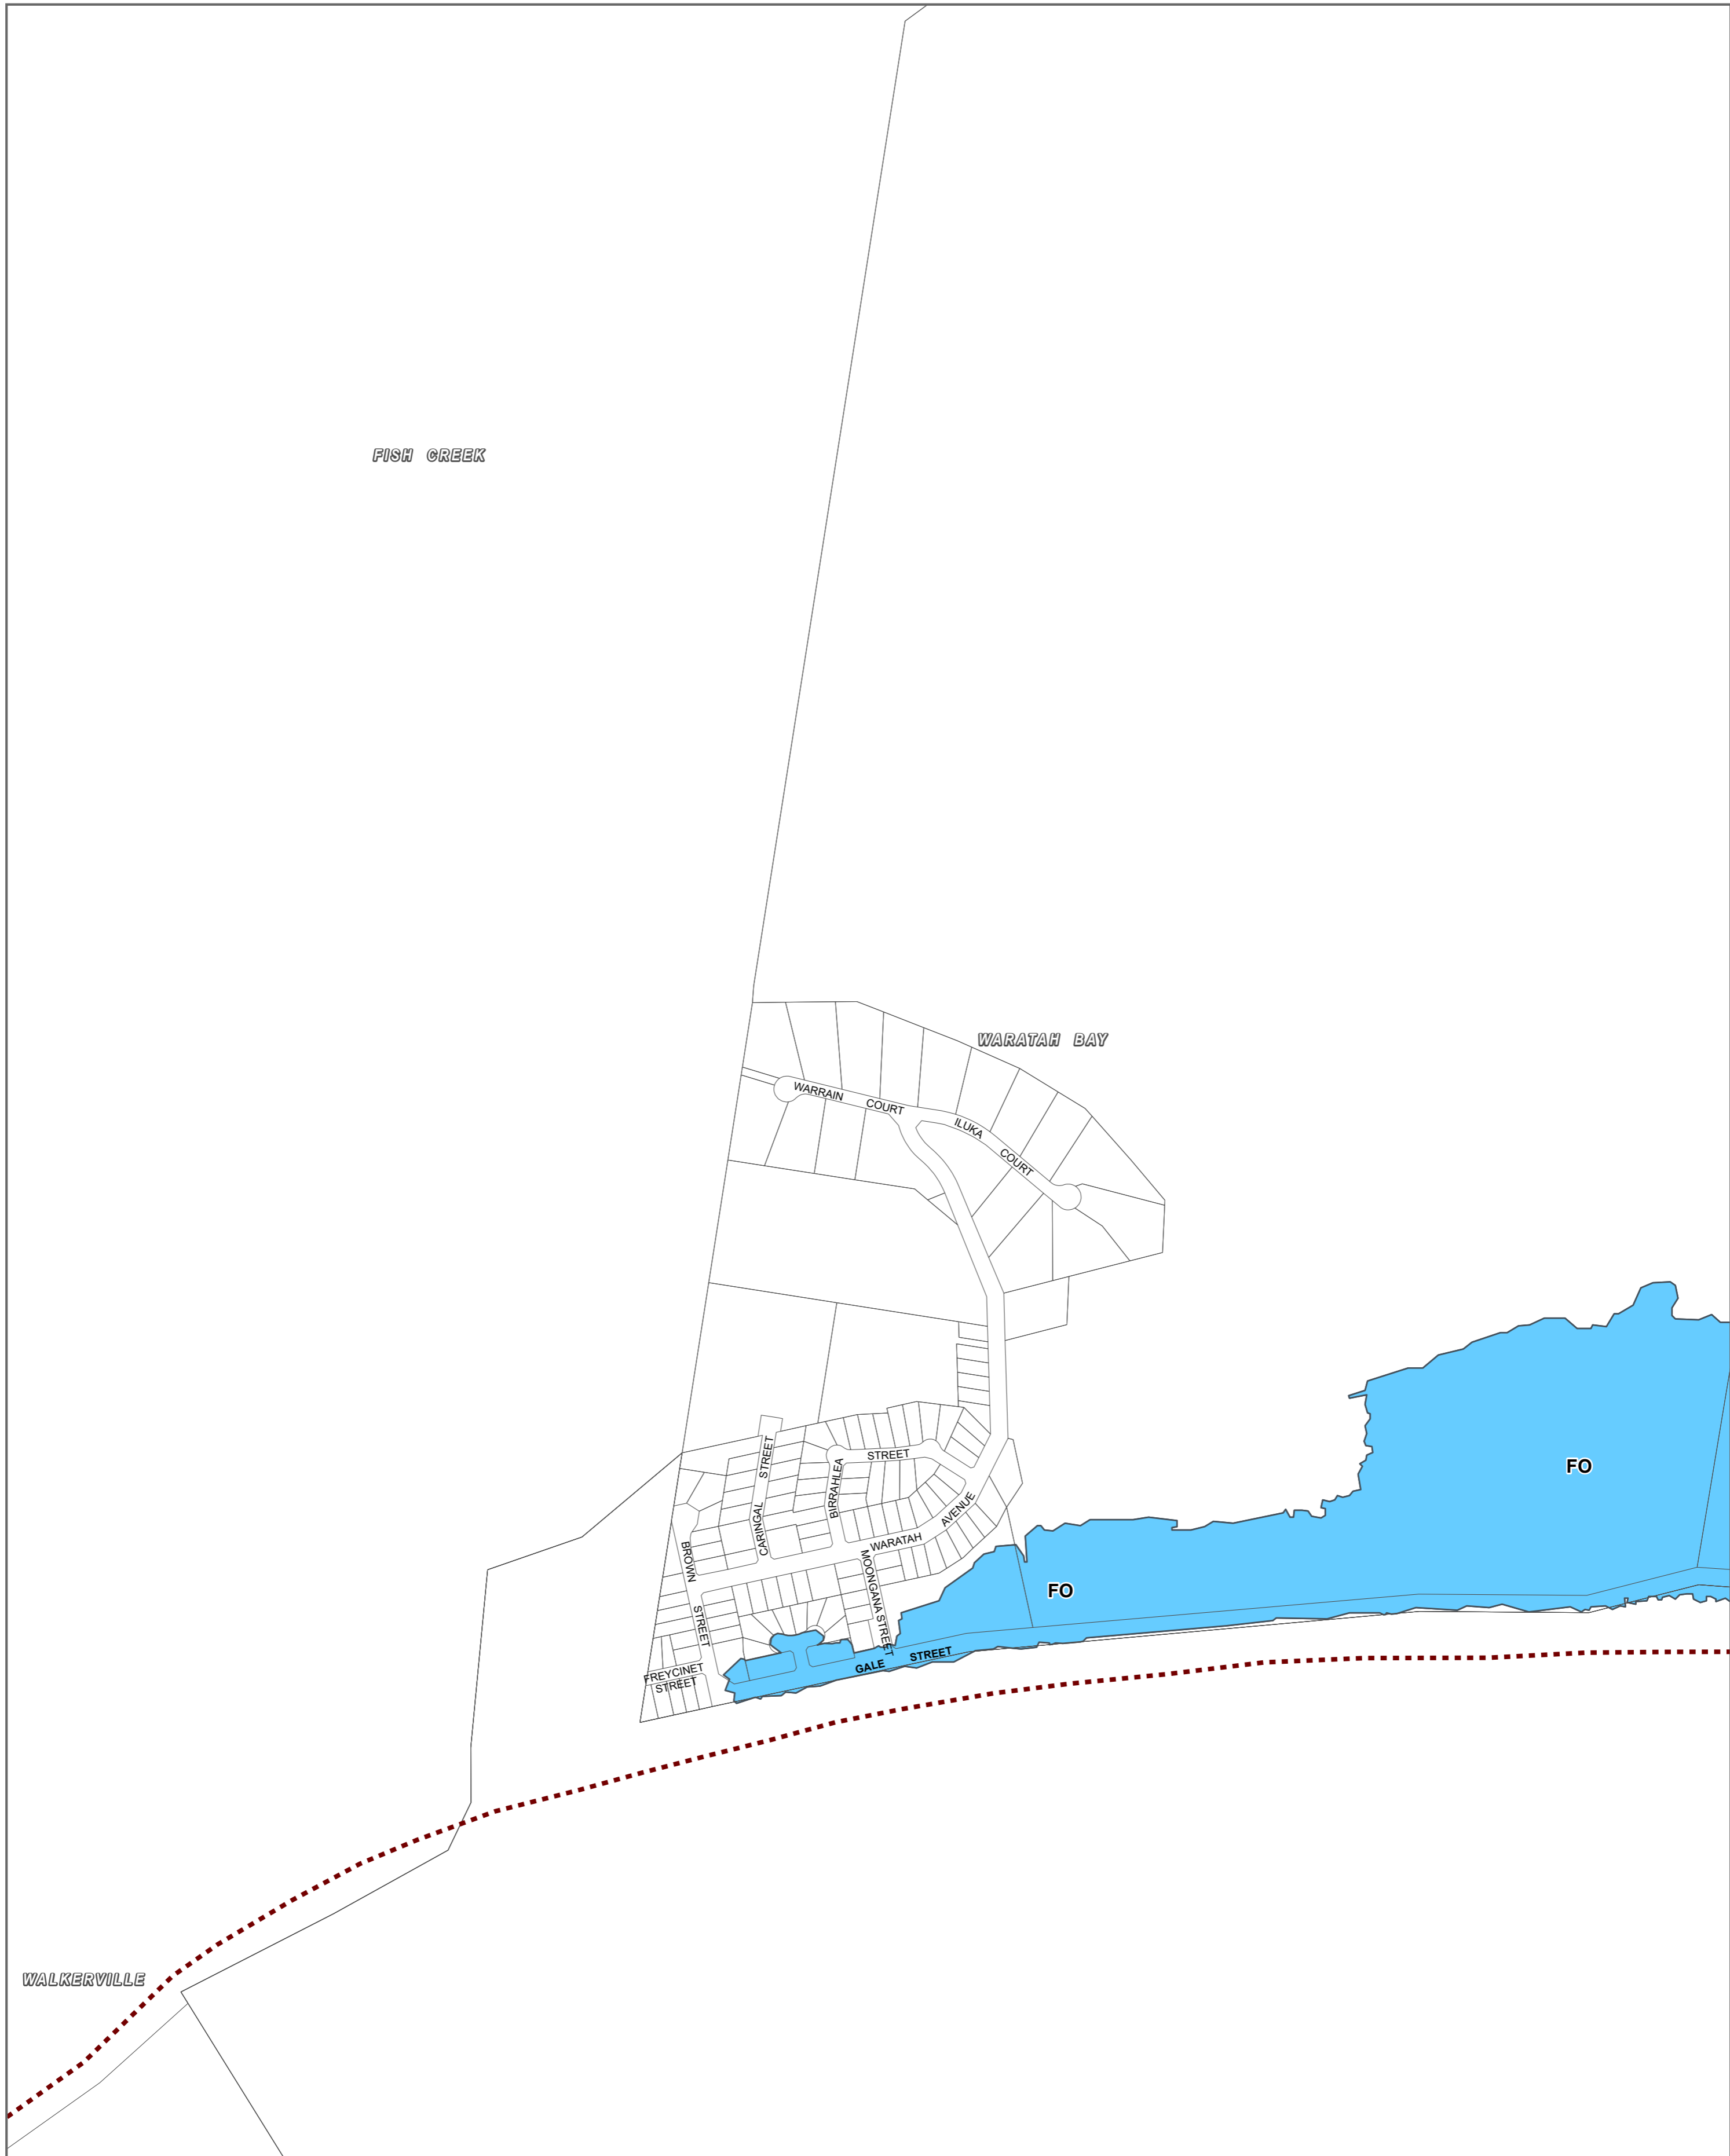 FISH CREEK
WARATAH BAY
WARRAIN COURT
ILUKA COURT
STREET
CARINGAL
STREET
BIRRAHLEA
AVENUE
WARATAH
BROWN
MOONGANA STREET
STREET
FO
FO
GALE STREET
FREYCINET
STREET
WALKERVILLE